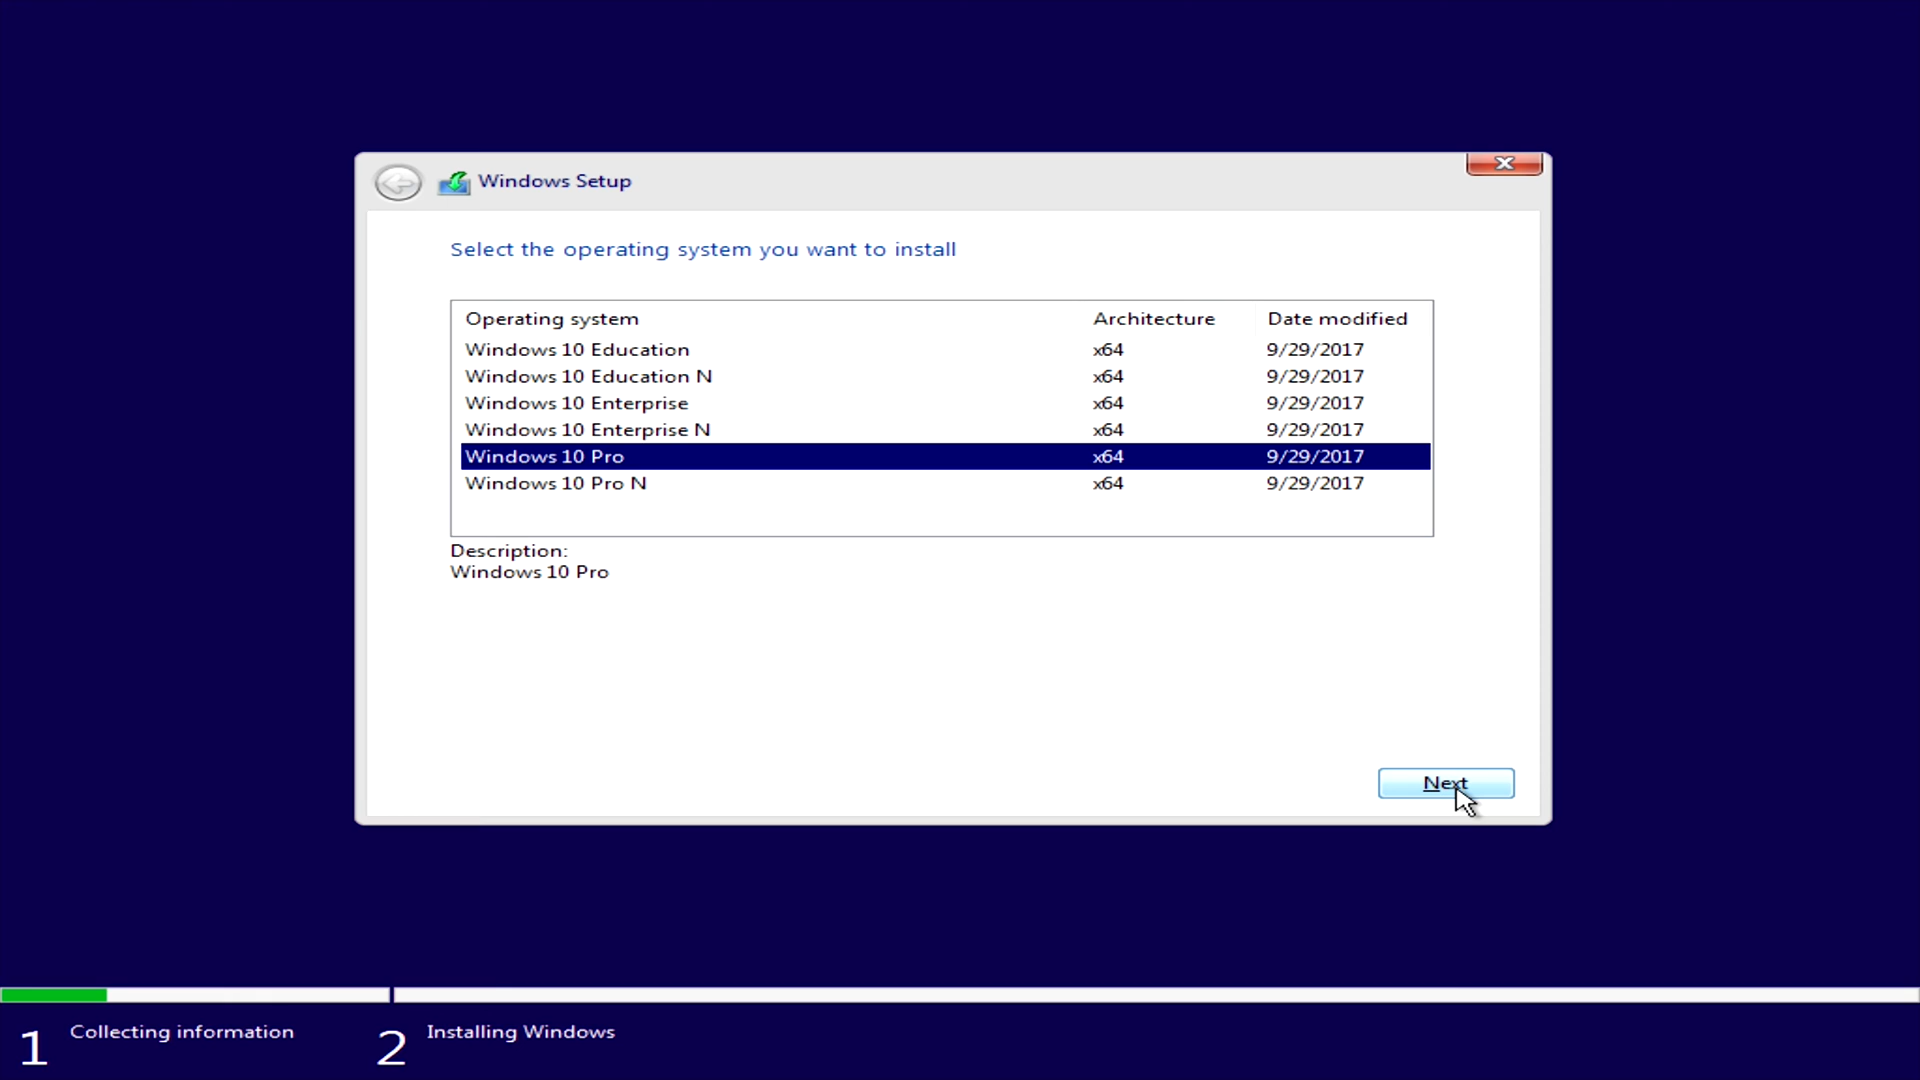 Windows Setup
Select the operating system you want to install
Operating system Architecture Date modified
Windows 10 Education x64 9/29/2017
Windows 10 Education N x64 9/29/2017
Windows 10 Enterprise x64 9/29/2017
Windows 10 Enterprise N x64 9/29/2017
Windows 10 Pro x64 9/29/2017
Windows 10 Pro N x64 9/29/2017
Description:
Windows 10 Pro
Next
1 Collecting information 2 Installing Windows